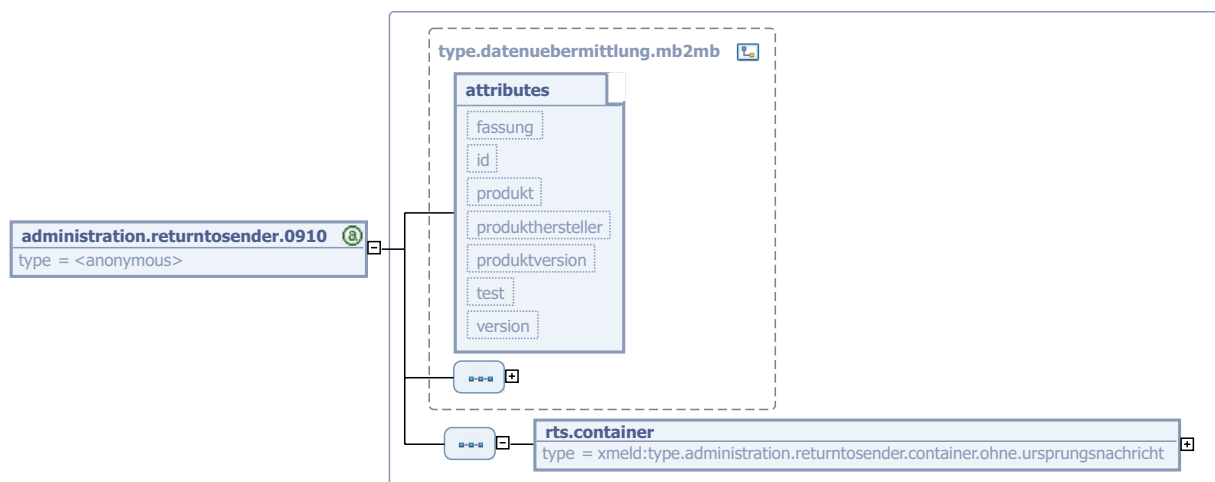 type.datenuebermittlung.mb2mb
attributes
fassung
id
produkt
produkthersteller
produktversion
test
version
administration.returntosender.0910 a
type = <anonymous>
rts.container
type = xmeld:type.administration.returntosender.container.ohne.ursprungsnachricht